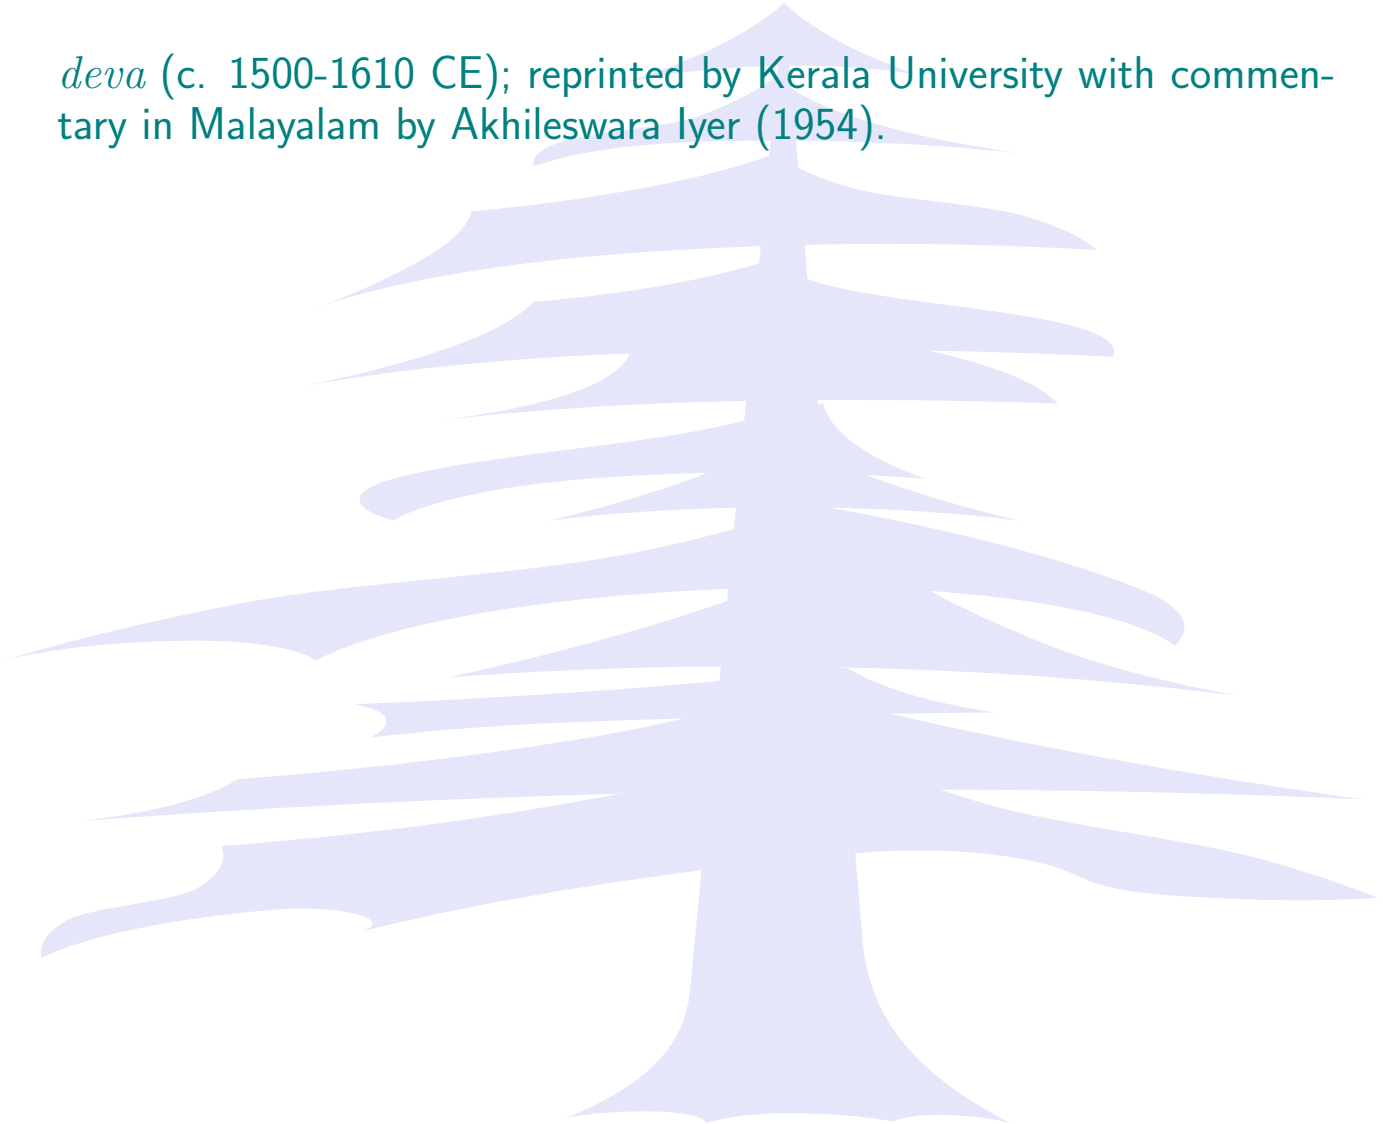 deva (c. 1500-1610 CE); reprinted by Kerala University with commen-
tary in Malayalam by Akhileswara Iyer (1954).